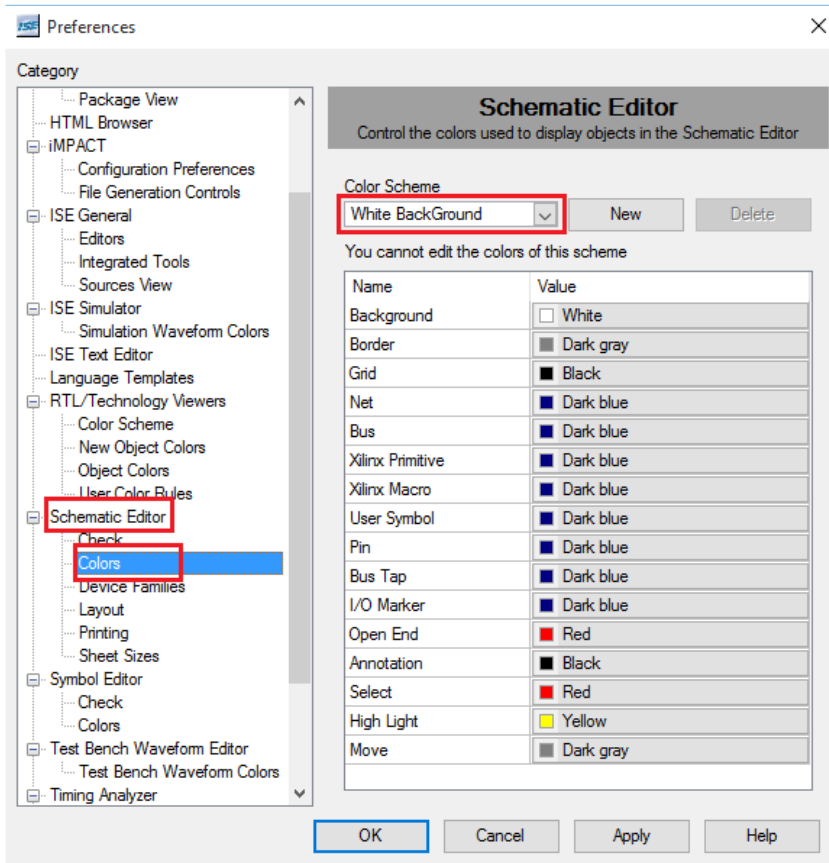 ISE Preferences
Category
Package View
HTML Browser
iMPACT
Configuration Preferences
File Generation Controls
ISE General
Editors
Integrated Tools
Sources View
ISE Simulator
Simulation Waveform Colors
ISE Text Editor
Language Templates
RTL/Technology Viewers
Color Scheme
New Object Colors
Object Colors
User Color Rules
Schematic Editor
Check
Colors
Device Families
Layout
Printing
Sheet Sizes
Symbol Editor
Check
Colors
Test Bench Waveform Editor
Test Bench Waveform Colors
Timing Analyzer
Schematic Editor
Control the colors used to display objects in the Schematic Editor
Color Scheme
White BackGround New Delete
You cannot edit the colors of this scheme
Name Value
Background White
Border Dark gray
Grid Black
Net Dark blue
Bus Dark blue
Xilinx Primitive Dark blue
Xilinx Macro Dark blue
User Symbol Dark blue
Pin Dark blue
Bus Tap Dark blue
I/O Marker Dark blue
Open End Red
Annotation Black
Select Red
High Light Yellow
Move Dark gray
OK Cancel Apply Help